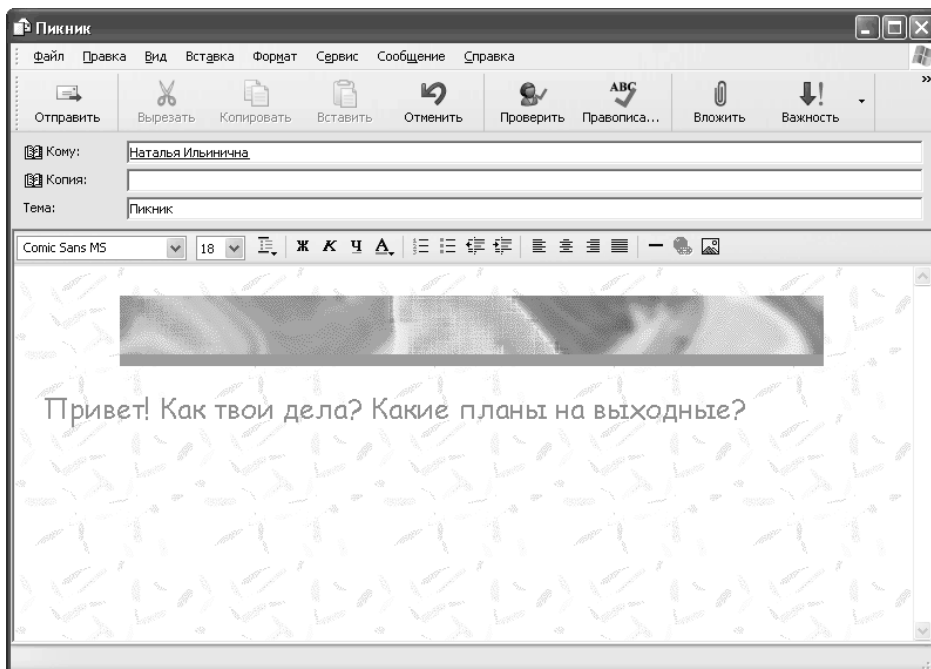 Пикник
Файл Правка Вид Вставка Формат Сервис Сообщение Справка
Отправить Вырезать Копировать Вставить Отменить Проверить Правописа... Вложить Важность
Кому: Наталья Ильинична
Копия:
Тема: Пикник
Comic Sans MS 18 Ж К Ч А
Привет! Как твои дела? Какие планы на выходные?